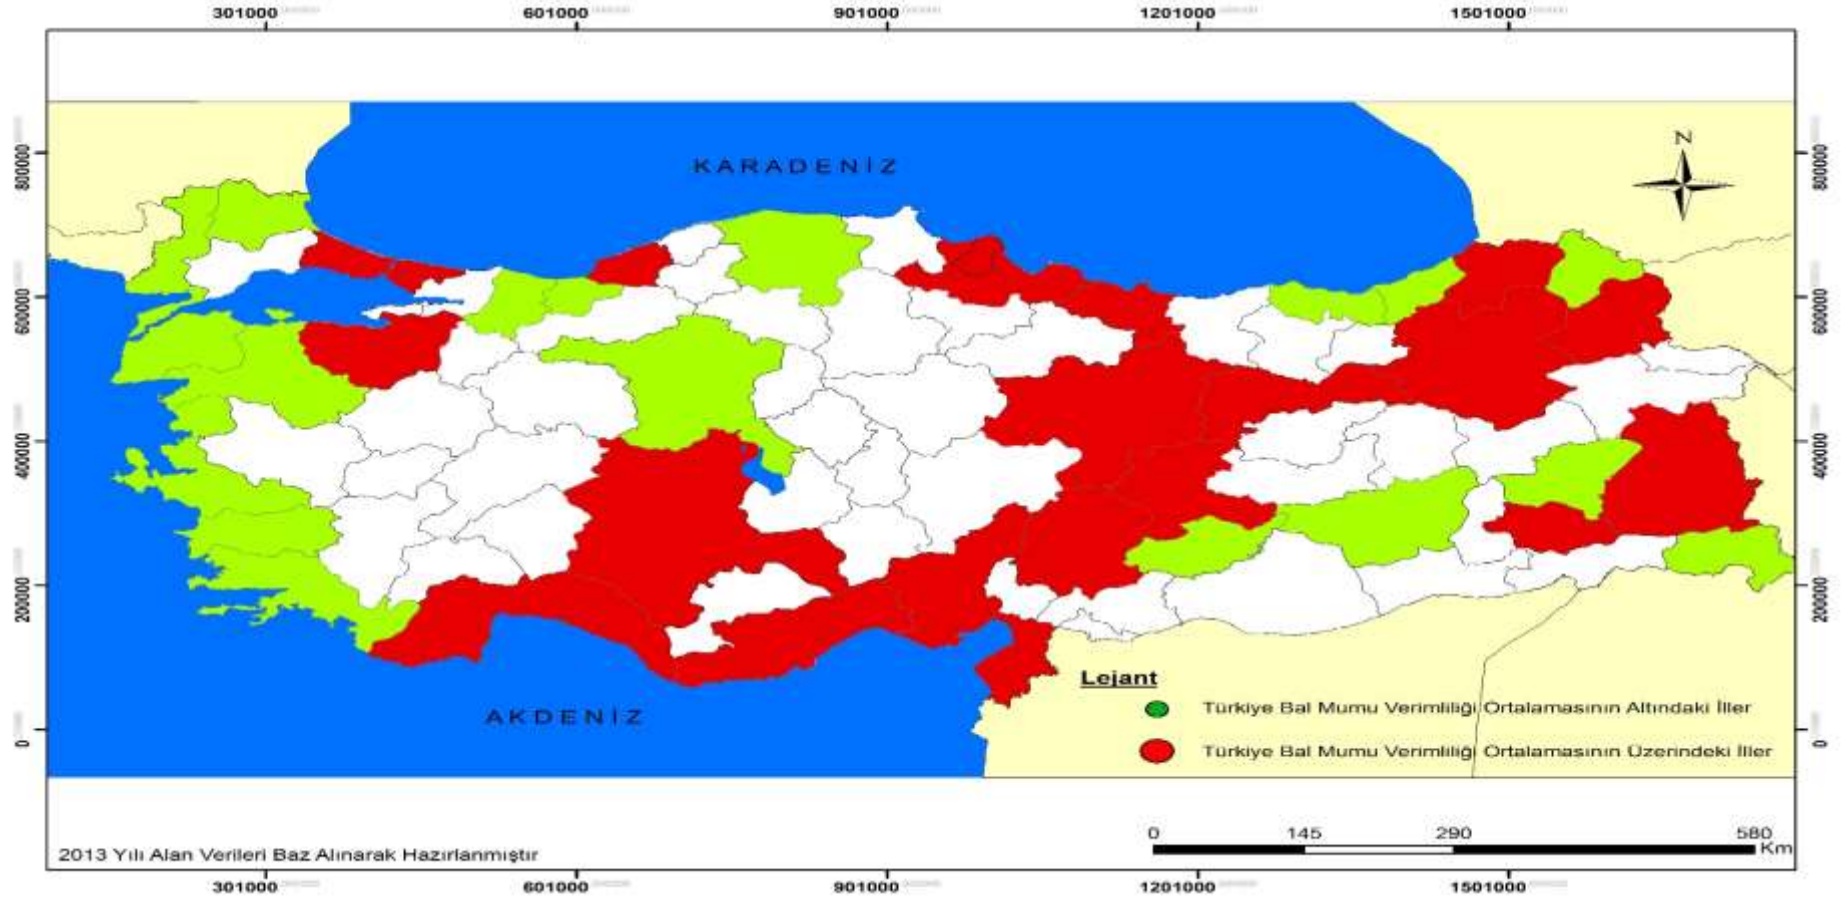 301000 601000 901000 1201000 1501000
N
KARADENİZ
800000 800000
600000 600000
400000 400000
200000 200000
0 0
AKDENİZ
Lejant
Türkiye Bal Mumu Verimliliği Ortalamasının Altındaki İller
Türkiye Bal Mumu Verimliliği Ortalamasının Üzerindeki İller
0 145 290 580
Km
2013 Yılı Alan Verileri Baz Alınarak Hazırlanmıştır
301000 601000 901000 1201000 1501000